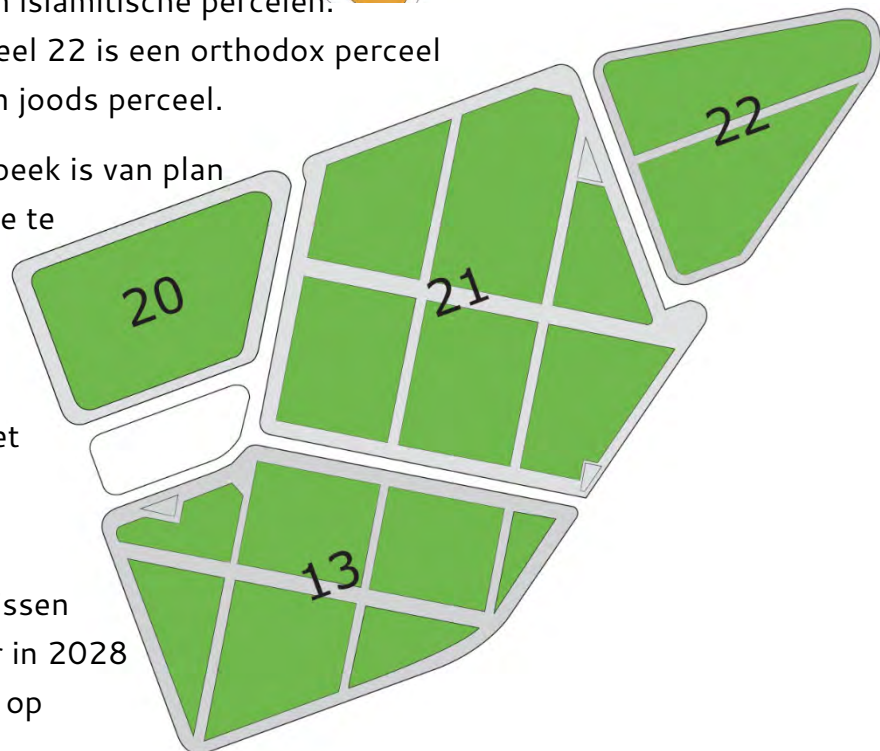 islamitische percelen.
eel 22 is een orthodox perceel
joods perceel.
eek is van plan
e te
et
ssen
in 2028
op
20
21
22
13